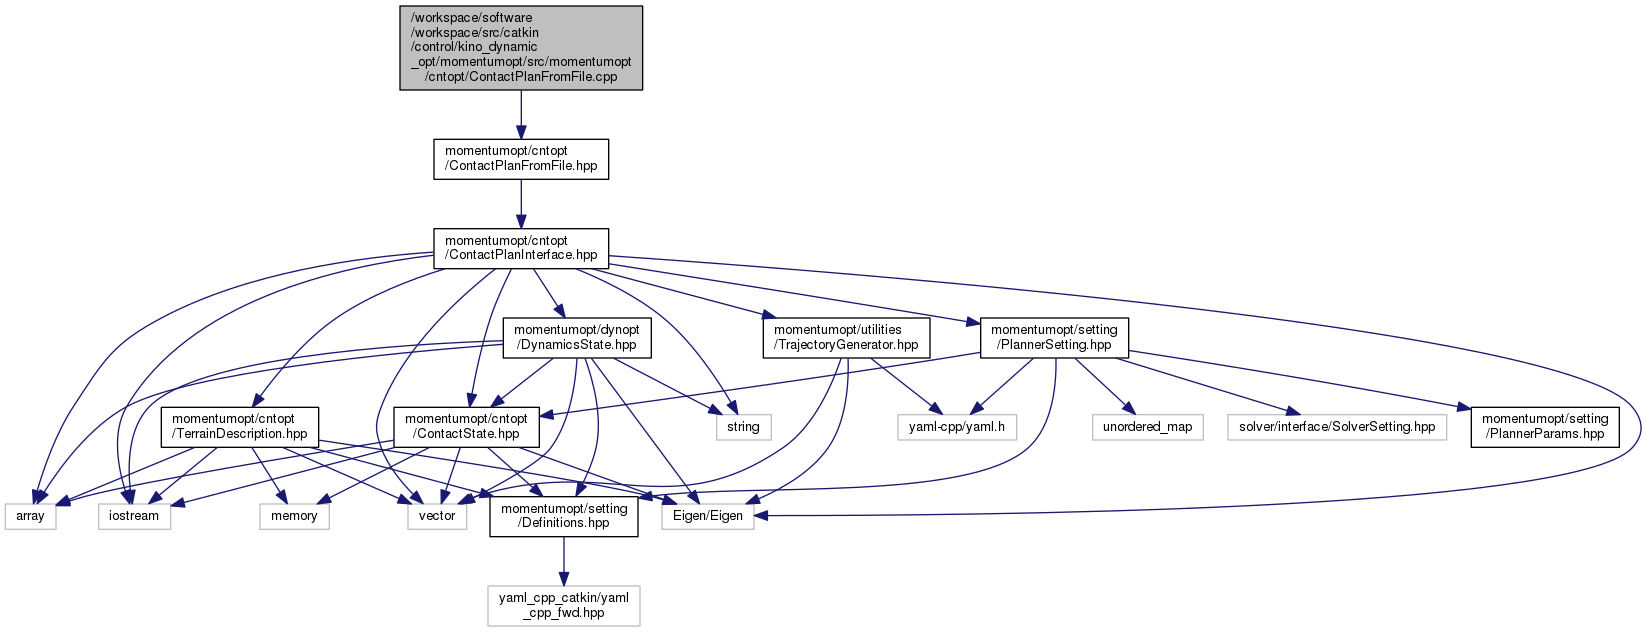 /workspace/software
/workspace/src/catkin
/control/kino_dynamic
_opt/momentumopt/src/momentumopt
/cntopt/ContactPlanFromFile.cpp
momentumopt/cntopt
/ContactPlanFromFile.hpp
momentumopt/cntopt
/ContactPlanInterface.hpp
momentumopt/dynopt
/DynamicsState.hpp
momentumopt/utilities
/TrajectoryGenerator.hpp
momentumopt/setting
/PlannerSetting.hpp
momentumopt/cntopt
/TerrainDescription.hpp
momentumopt/cntopt
/ContactState.hpp
string
yaml-cpp/yaml.h
unordered_map
solver/interface/SolverSetting.hpp
momentumopt/setting
/PlannerParams.hpp
array
iostream
memory
vector
momentumopt/setting
/Definitions.hpp
Eigen/Eigen
yaml_cpp_catkin/yaml
_cpp_fwd.hpp